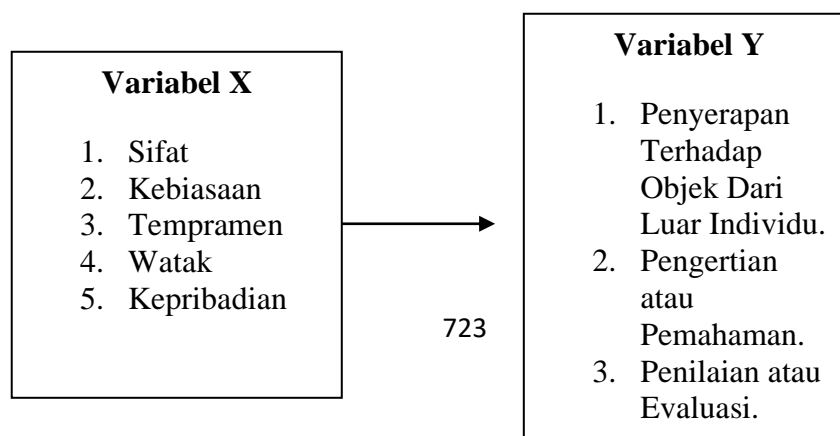 Variabel X
1. Sifat
2. Kebiasaan
3. Tempramen
4. Watak
5. Kepribadian
723
Variabel Y
1. Penyerapan
Terhadap
Objek Dari
Luar Individu.
2. Pengertian
atau
Pemahaman.
3. Penilaian atau
Evaluasi.